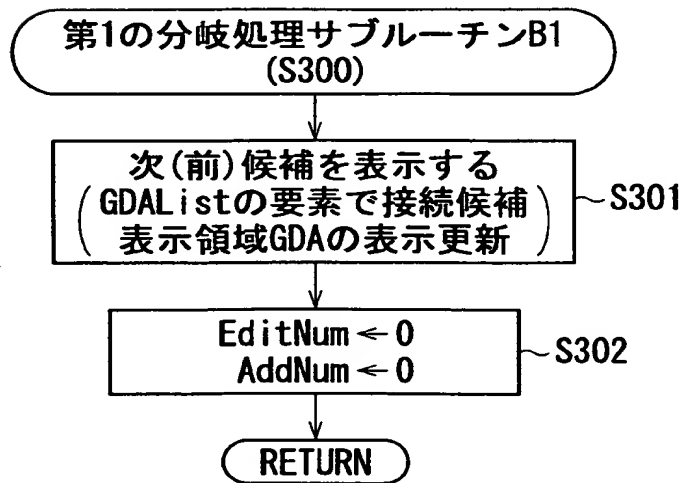 第1の分岐処理サブルーチンB1
(S300)
次(前)候補を表示する
(GDAListの要素で接続候補
表示領域GDAの表示更新)
S301
EditNum←0
AddNum←0
S302
RETURN